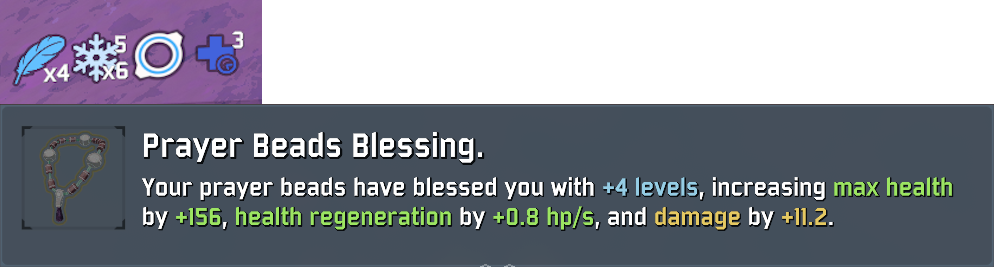 5 3
x4 x6
Prayer Beads Blessing.
Your prayer beads have blessed you with +4 levels, increasing max health
by +156, health regeneration by +0.8 hp/s, and damage by +11.2.